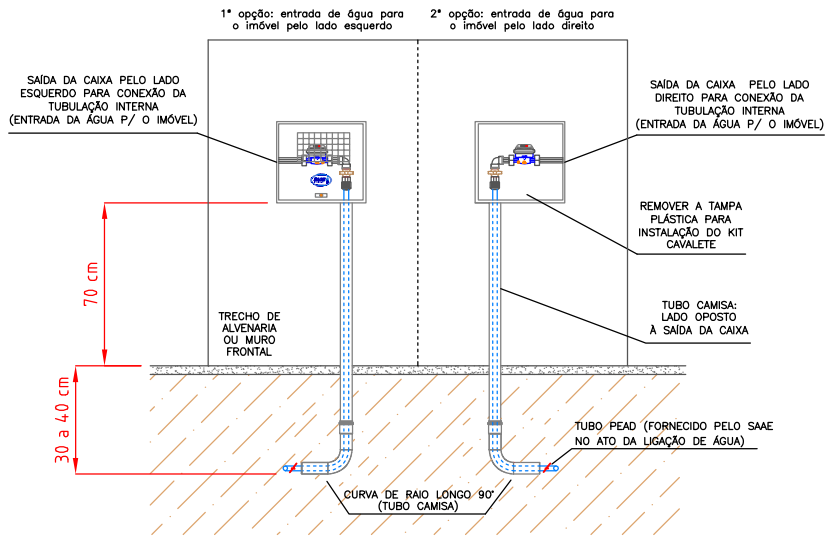 1ª opção: entrada de água para
o imóvel pelo lado esquerdo
2ª opção: entrada de água para
o imóvel pelo lado direito
SAÍDA DA CAIXA PELO LADO
ESQUERDO PARA CONEXÃO DA
TUBULAÇÃO INTERNA
(ENTRADA DA ÁGUA P/ O IMÓVEL)
SAÍDA DA CAIXA PELO LADO
DIREITO PARA CONEXÃO DA
TUBULAÇÃO INTERNA
(ENTRADA DA ÁGUA P/ O IMÓVEL)
REMOVER A TAMPA
PLÁSTICA PARA
INSTALAÇÃO DO KIT
CAVALETE
70 cm
TUBO CAMISA:
LADO OPOSTO
À SAÍDA DA CAIXA
TRECHO DE
ALVENARIA
OU MURO
FRONTAL
30 a 40 cm
TUBO PEAD (FORNECIDO PELO SAAE
NO ATO DA LIGAÇÃO DE ÁGUA)
CURVA DE RAIO LONGO 90°
(TUBO CAMISA)